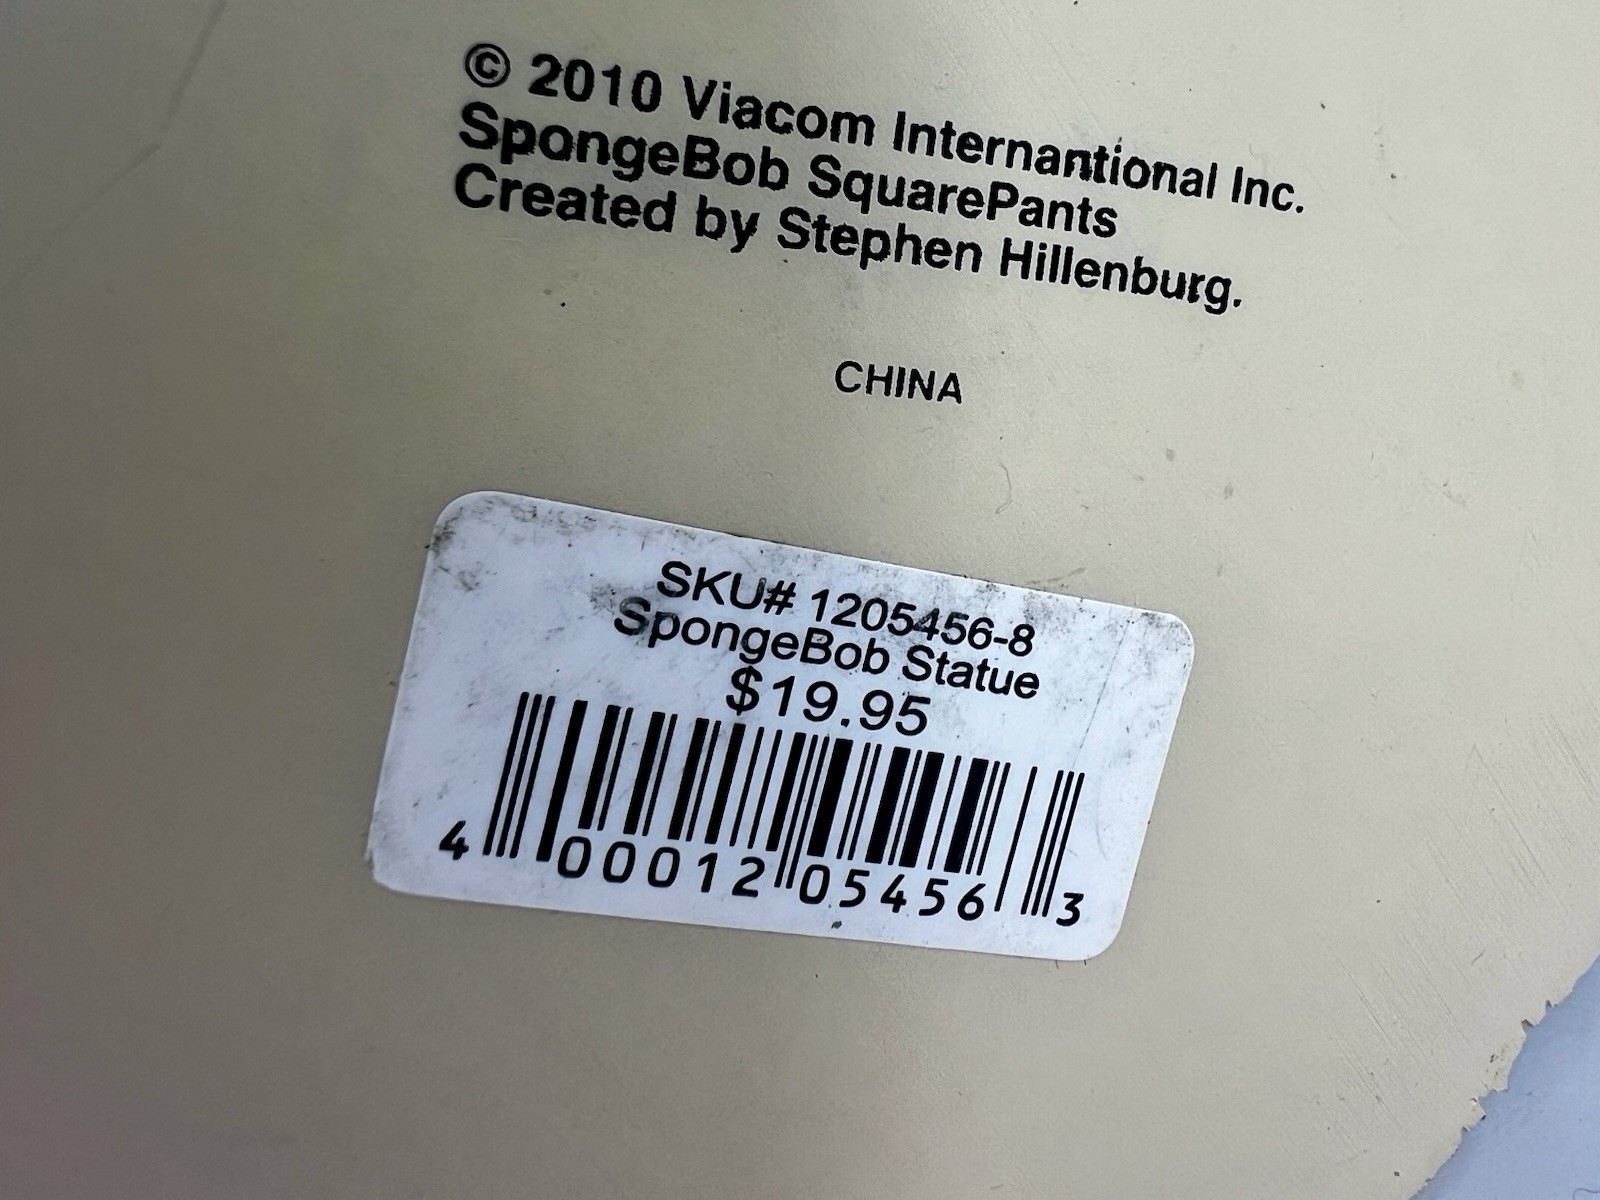 © 2010 Viacom Internantional Inc.
SpongeBob SquarePants
Created by Stephen Hillenburg.
CHINA
SKU# 1205456-8
SpongeBob Statue
$19.95
4 00012 05456 3